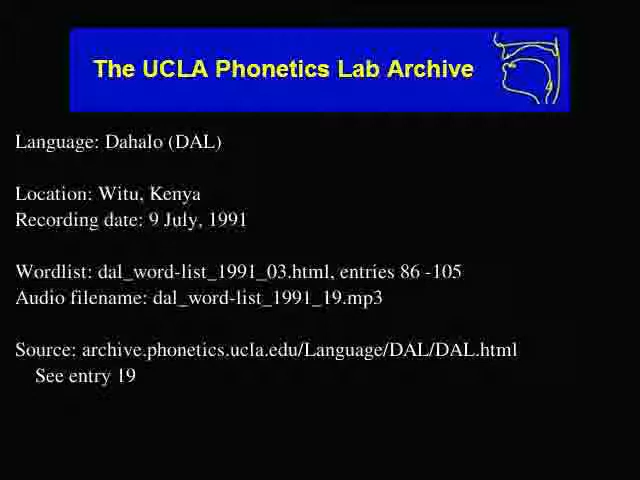 The UCLA Phonetics Lab Archive
Language: Dahalo (DAL)
Location: Witu, Kenya
Recording date: 9 July, 1991
Wordlist: dal_word-list_1991_03.html, entries 86 -105
Audio filename: dal_word-list_1991_19.mp3
Source: archive.phonetics.ucla.edu/Language/DAL/DAL.html
See entry 19